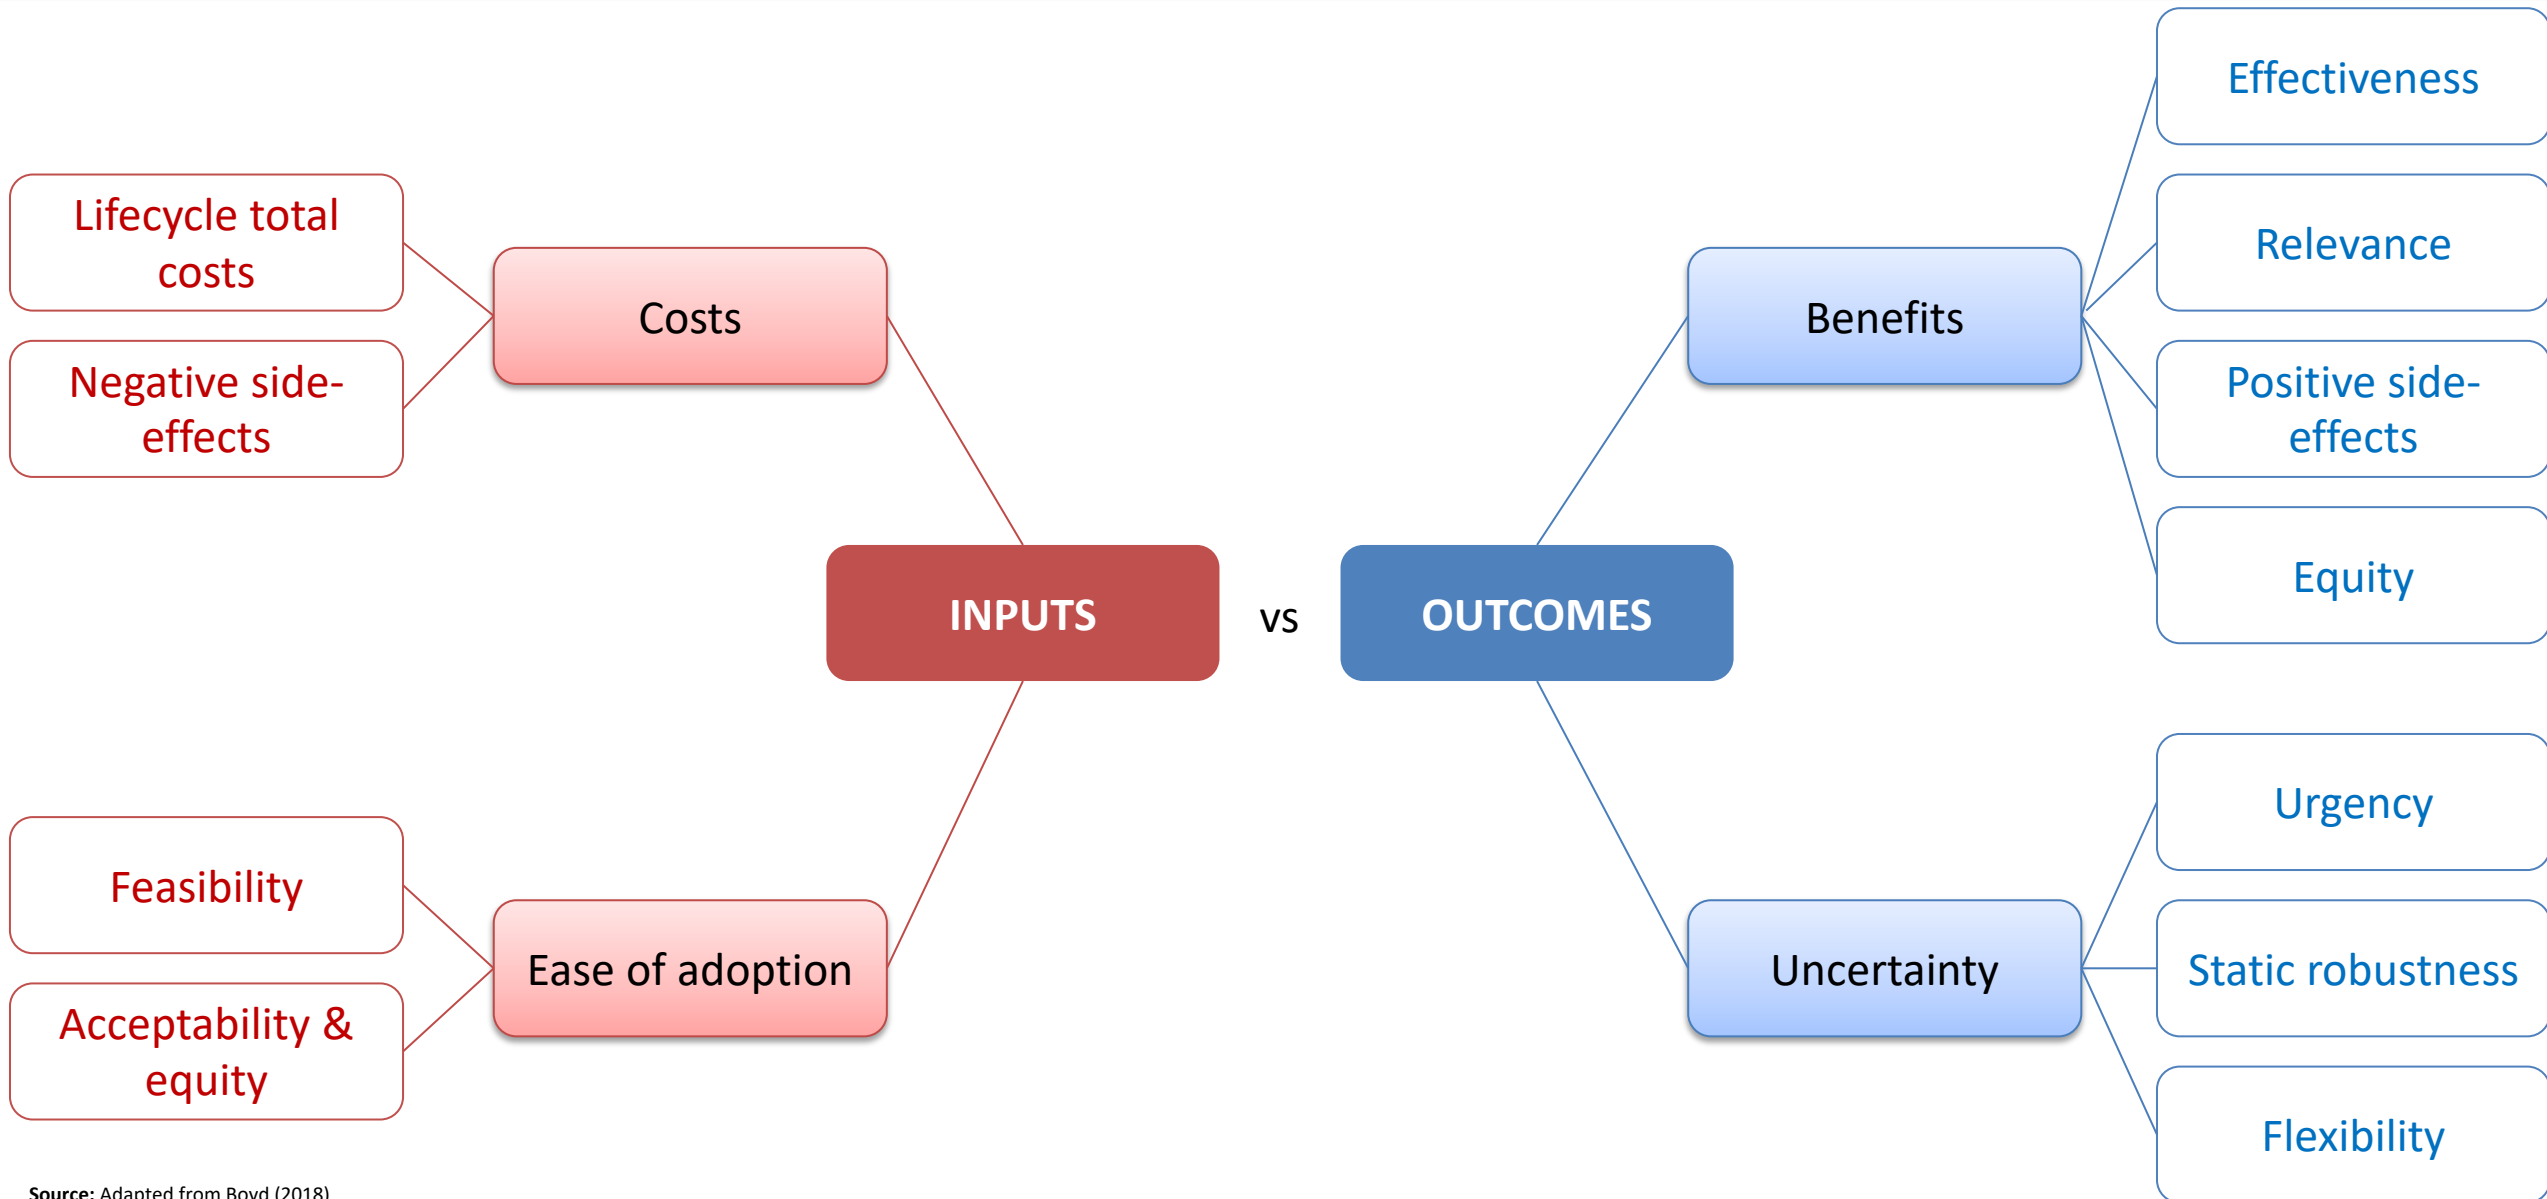 Lifecycle total
costs
Negative side-
effects
Costs
Feasibility
Acceptability &
equity
Ease of adoption
INPUTS
vs
OUTCOMES
Benefits
Effectiveness
Relevance
Positive side-
effects
Equity
Uncertainty
Urgency
Static robustness
Flexibility
Source: Adapted from Boyd (2018)